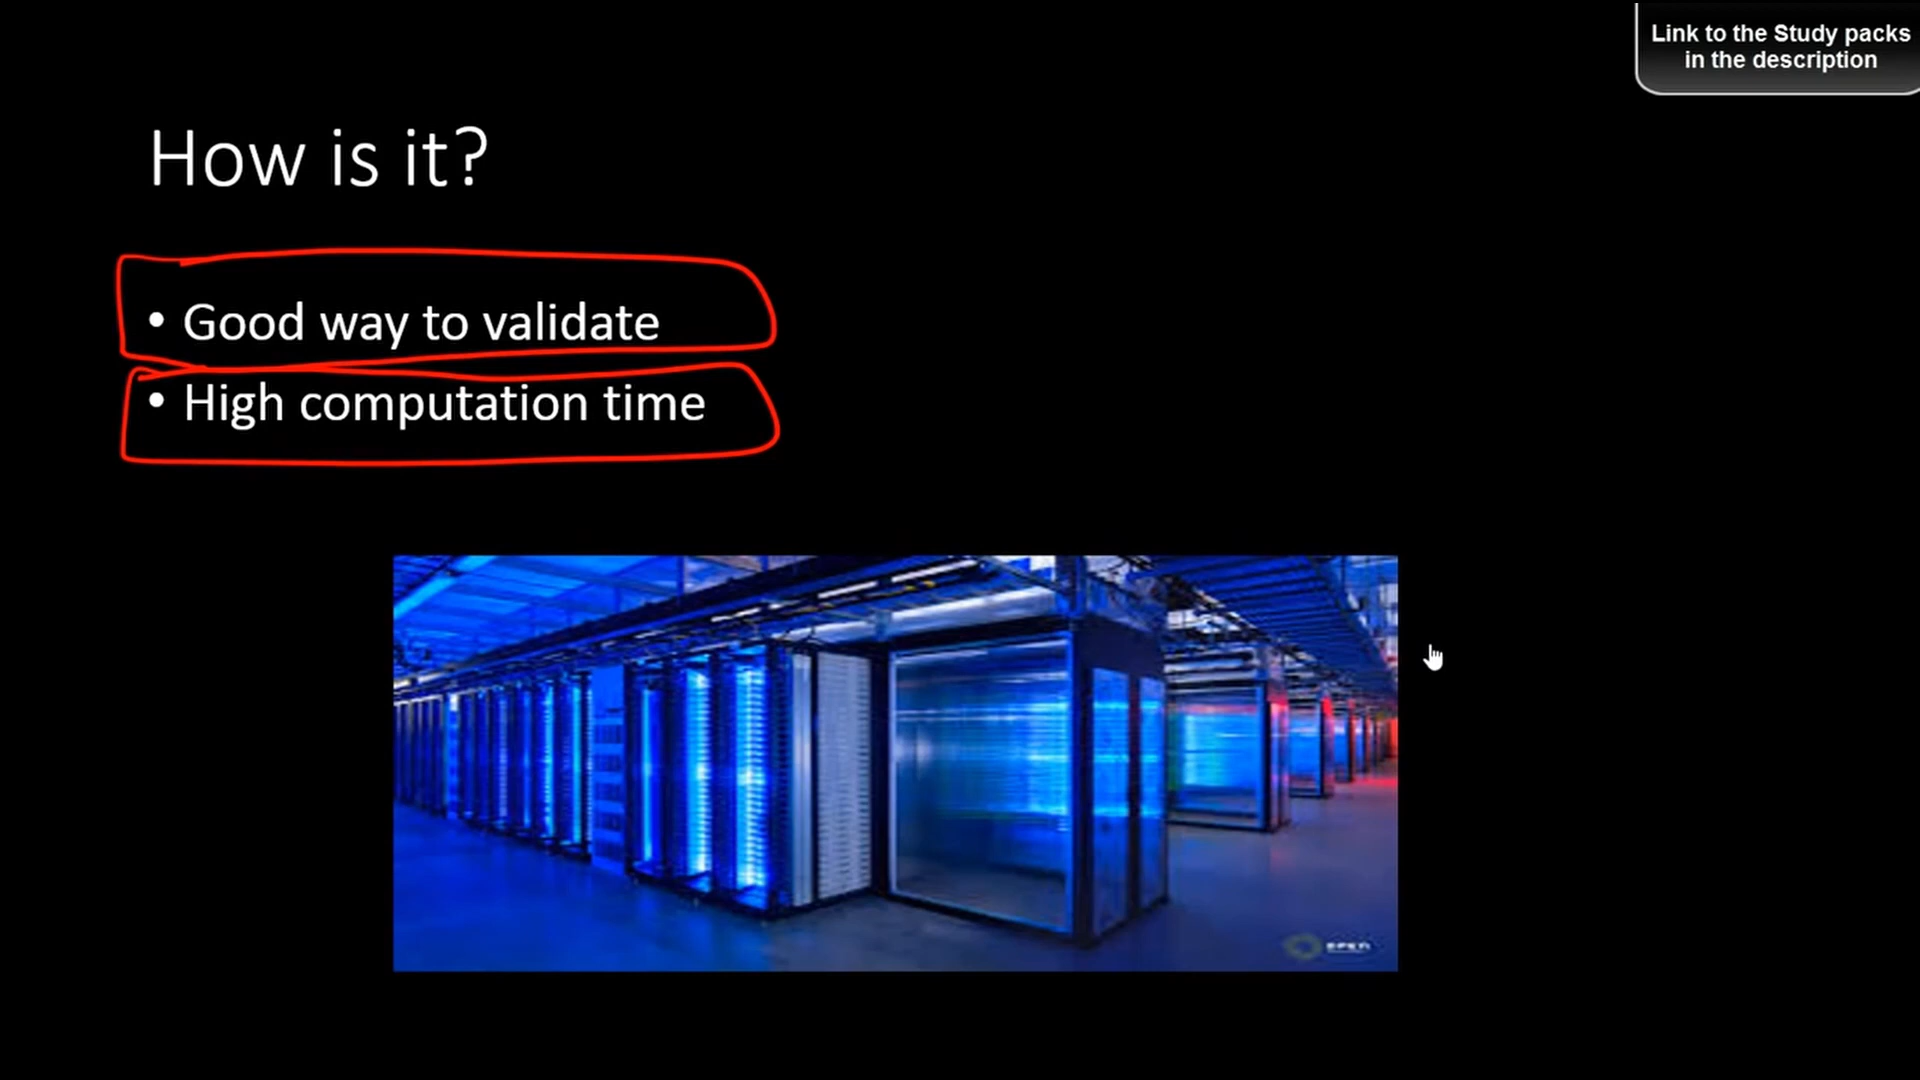 Link to the Study packs
in the description
How is it?
• Good way to validate
• High computation time